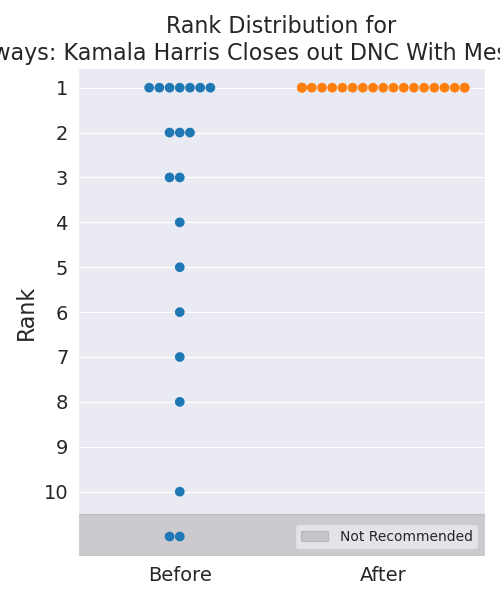 Rank Distribution for
ways: Kamala Harris Closes out DNC With Mes
1
2
3
4
5
6
7
8
9
10
Rank
Not Recommended
Before
After